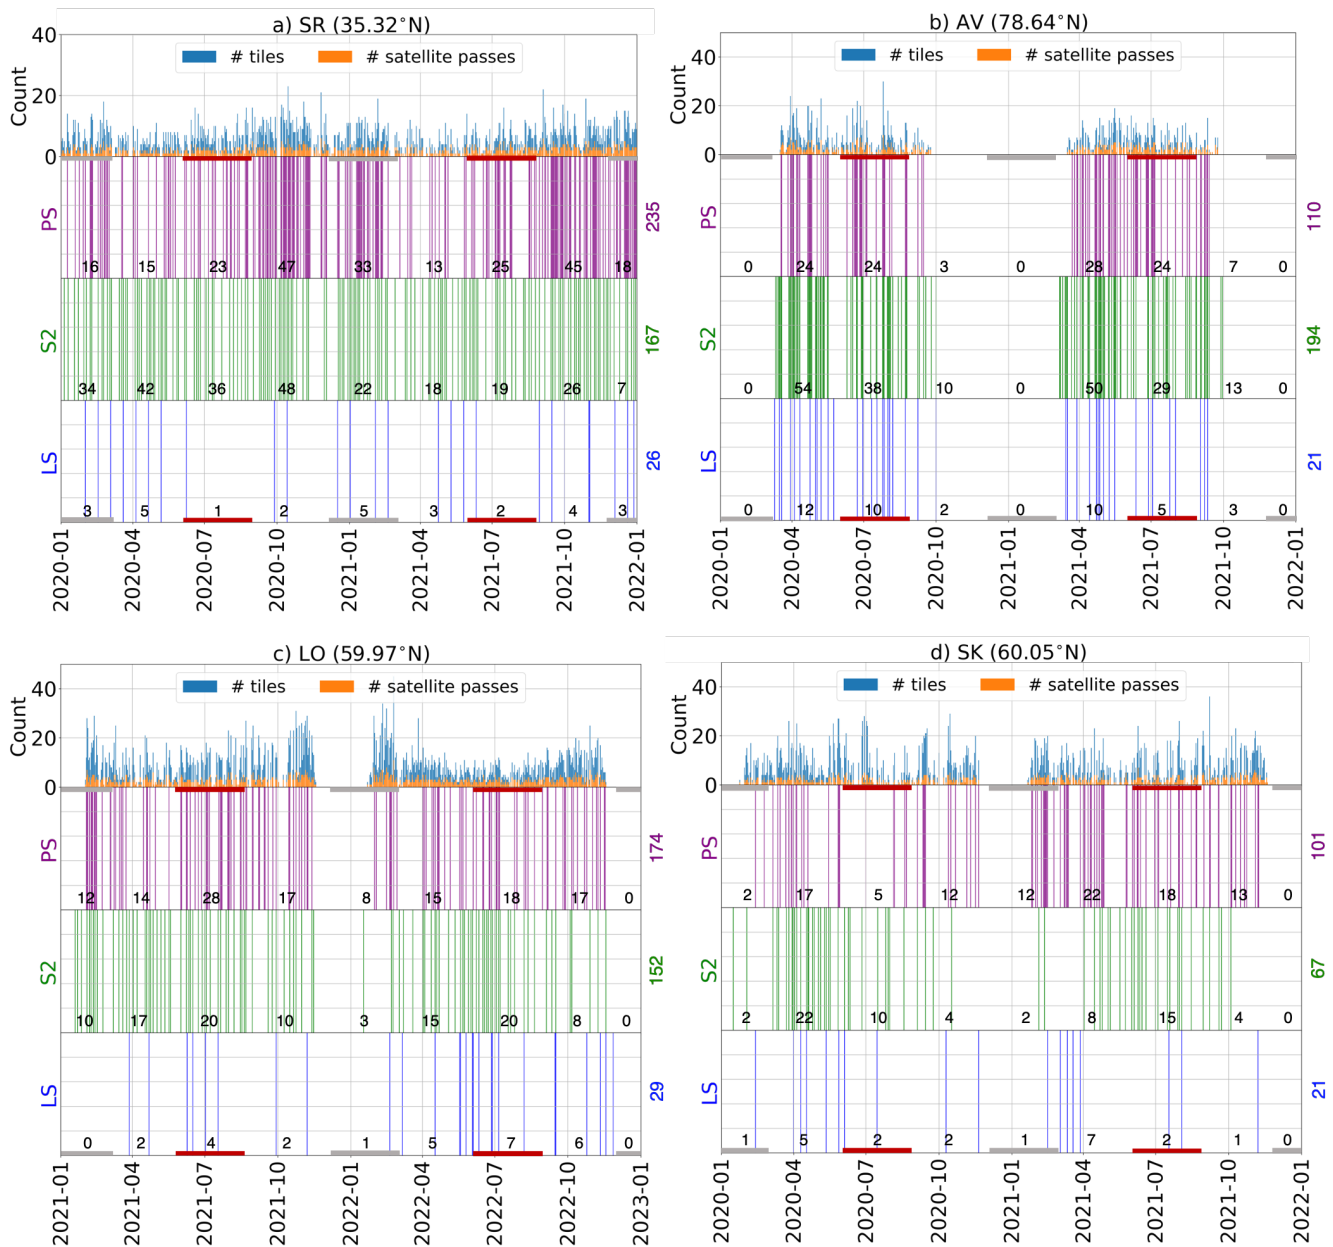 a) SR (35.32°N)
# tiles # satellite passes
Count
40
20
0
PS
16 15 23 47 33 13 25 45 18
235
S2
34 42 36 48 22 18 19 26 7
167
LS
3 5 1 2 5 3 2 4 3
26
2020-01 2020-04 2020-07 2020-10 2021-01 2021-04 2021-07 2021-10 2022-01
b) AV (78.64°N)
# tiles # satellite passes
Count
40
20
0
PS
0 24 24 3 0 28 24 7 0
110
S2
0 54 38 10 0 50 29 13 0
194
LS
0 12 10 2 0 10 5 3 0
21
2020-01 2020-04 2020-07 2020-10 2021-01 2021-04 2021-07 2021-10 2022-01
c) LO (59.97°N)
# tiles # satellite passes
Count
40
20
0
PS
12 14 28 17 8 15 18 17 0
174
S2
10 17 20 10 3 15 20 8 0
152
LS
0 2 4 2 1 5 7 6 0
29
2021-01 2021-04 2021-07 2021-10 2022-01 2022-04 2022-07 2022-10 2023-01
d) SK (60.05°N)
# tiles # satellite passes
Count
40
20
0
PS
2 17 5 12 12 22 18 13 0
101
S2
2 22 10 4 2 8 15 4 0
67
LS
1 5 2 2 1 7 2 1 0
21
2020-01 2020-04 2020-07 2020-10 2021-01 2021-04 2021-07 2021-10 2022-01